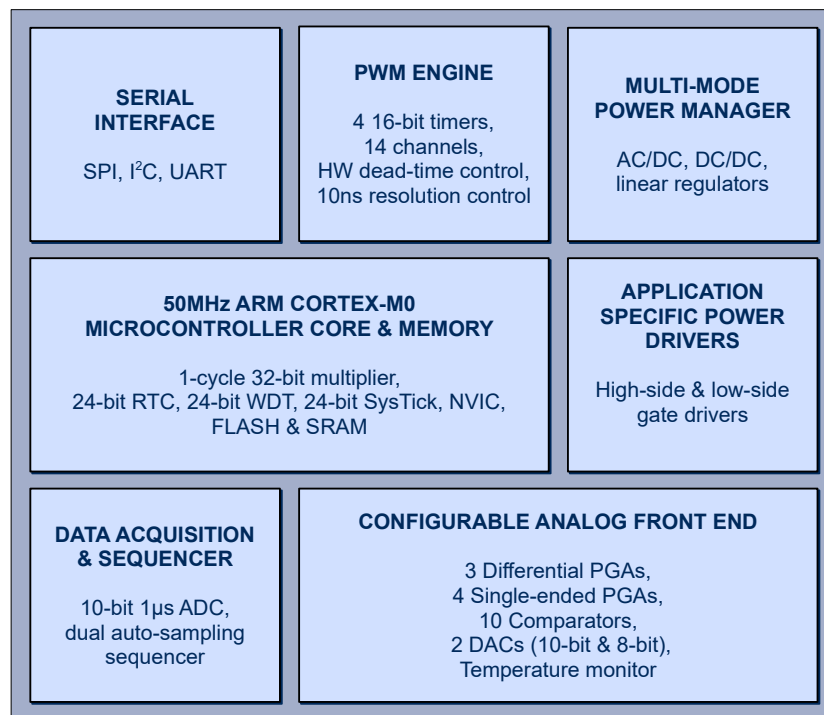 SERIAL
INTERFACE
SPI, I²C, UART
PWM ENGINE
4 16-bit timers,
14 channels,
HW dead-time control,
10ns resolution control
MULTI-MODE
POWER MANAGER
AC/DC, DC/DC,
linear regulators
50MHz ARM CORTEX-M0
MICROCONTROLLER CORE & MEMORY
1-cycle 32-bit multiplier,
24-bit RTC, 24-bit WDT, 24-bit SysTick, NVIC,
FLASH & SRAM
APPLICATION
SPECIFIC POWER
DRIVERS
High-side & low-side
gate drivers
DATA ACQUISITION
& SEQUENCER
10-bit 1µs ADC,
dual auto-sampling
sequencer
CONFIGURABLE ANALOG FRONT END
3 Differential PGAs,
4 Single-ended PGAs,
10 Comparators,
2 DACs (10-bit & 8-bit),
Temperature monitor